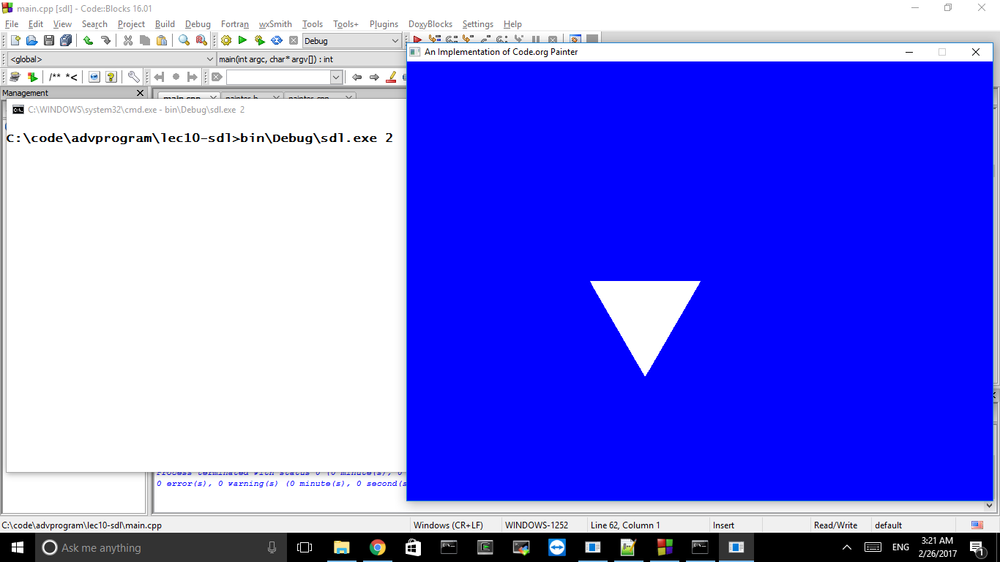 main.cpp [sdl] - Code::Blocks 16.01
File Edit View Search Project Build Debug Fortran wxSmith Tools Tools+ Plugins DoxyBlocks Settings Help
Debug
<global> main(int argc, char* argv[]) : int
An Implementation of Code.org Painter
/** *<
Management
main.cpp painter.h painter.cpp
C:\WINDOWS\system32\cmd.exe - bin\Debug\sdl.exe 2
C:\code\advprogram\lec10-sdl>bin\Debug\sdl.exe 2
Process terminated with status 0 (0 minute(s), 0
0 error(s), 0 warning(s) (0 minute(s), 0 second(s
C:\code\advprogram\lec10-sdl\main.cpp Windows (CR+LF) WINDOWS-1252 Line 62, Column 1 Insert Read/Write default
Ask me anything
ENG
3:21 AM
2/26/2017
1